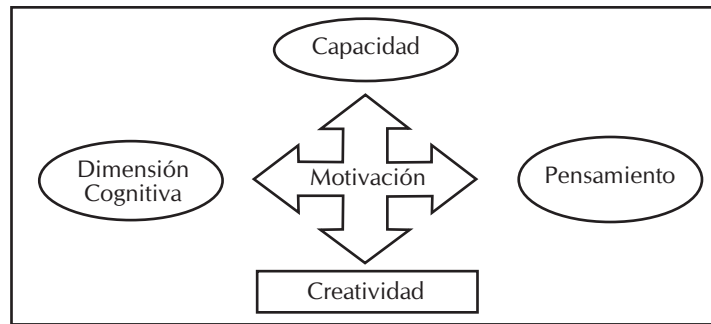 Capacidad
Dimensión
Cognitiva
Motivación
Pensamiento
Creatividad